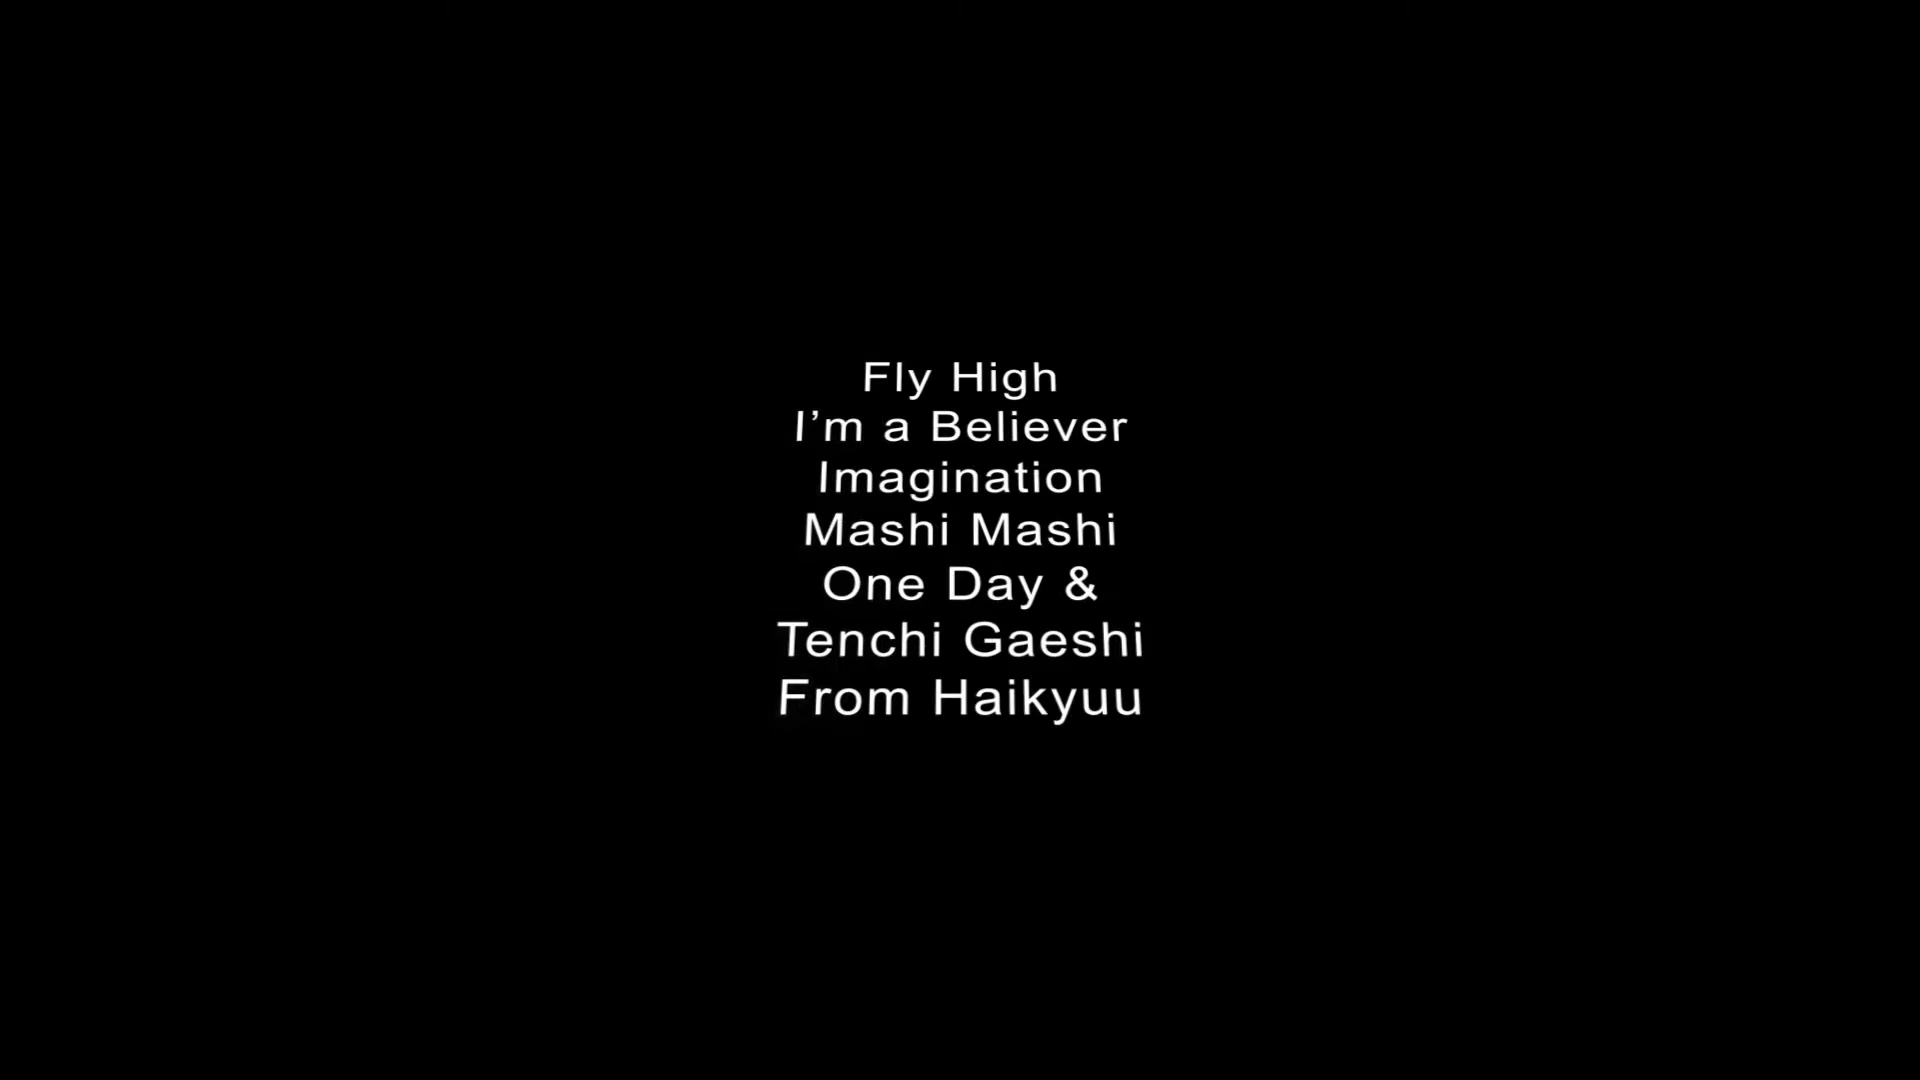 Fly High
I’m a Believer
Imagination
Mashi Mashi
One Day &
Tenchi Gaeshi
From Haikyuu